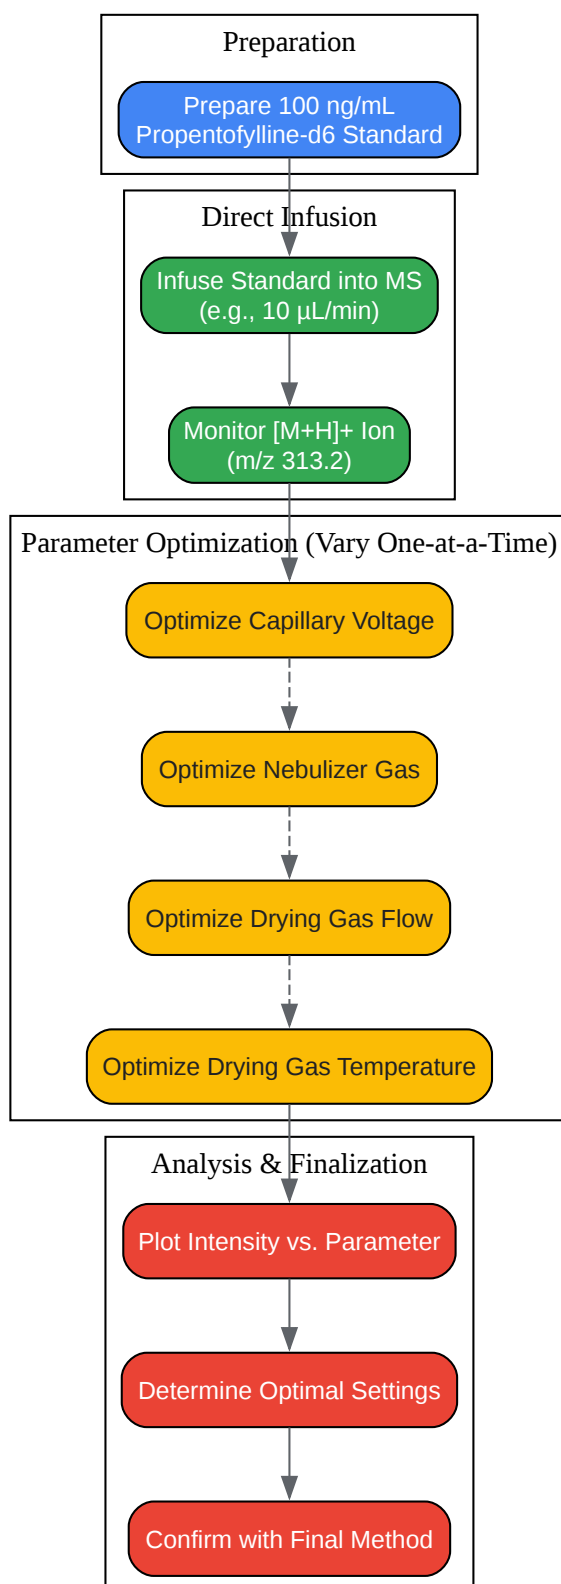 Preparation
Prepare 100 ng/mL
Propentofylline-d6 Standard
Direct Infusion
Infuse Standard into MS
(e.g., 10 µL/min)
Monitor [M+H]+ Ion
(m/z 313.2)
Parameter Optimization (Vary One-at-a-Time)
Optimize Capillary Voltage
Optimize Nebulizer Gas
Optimize Drying Gas Flow
Optimize Drying Gas Temperature
Analysis & Finalization
Plot Intensity vs. Parameter
Determine Optimal Settings
Confirm with Final Method